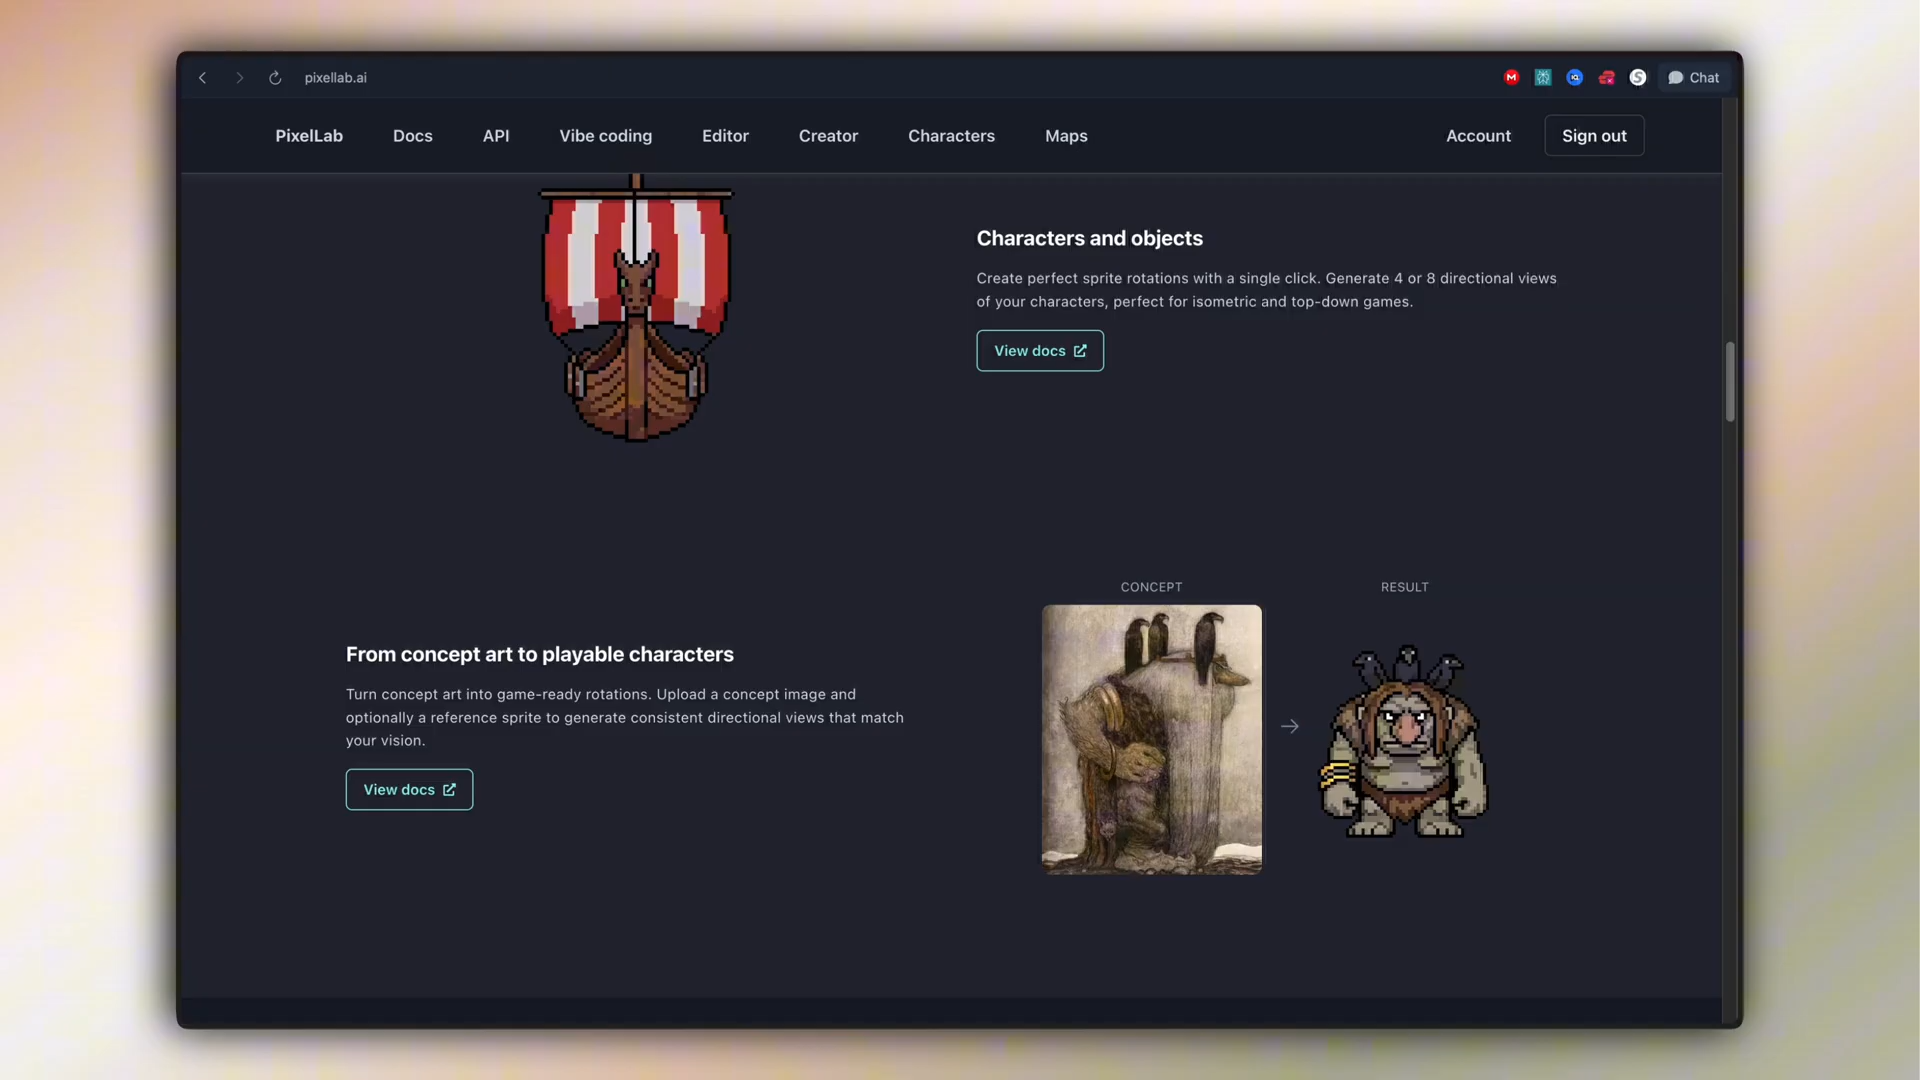 pixellab.ai
Chat
PixelLab Docs API Vibe coding Editor Creator Characters Maps Account Sign out
Characters and objects
Create perfect sprite rotations with a single click. Generate 4 or 8 directional views
of your characters, perfect for isometric and top-down games.
View docs
CONCEPT RESULT
From concept art to playable characters
Turn concept art into game-ready rotations. Upload a concept image and
optionally a reference sprite to generate consistent directional views that match
your vision.
View docs